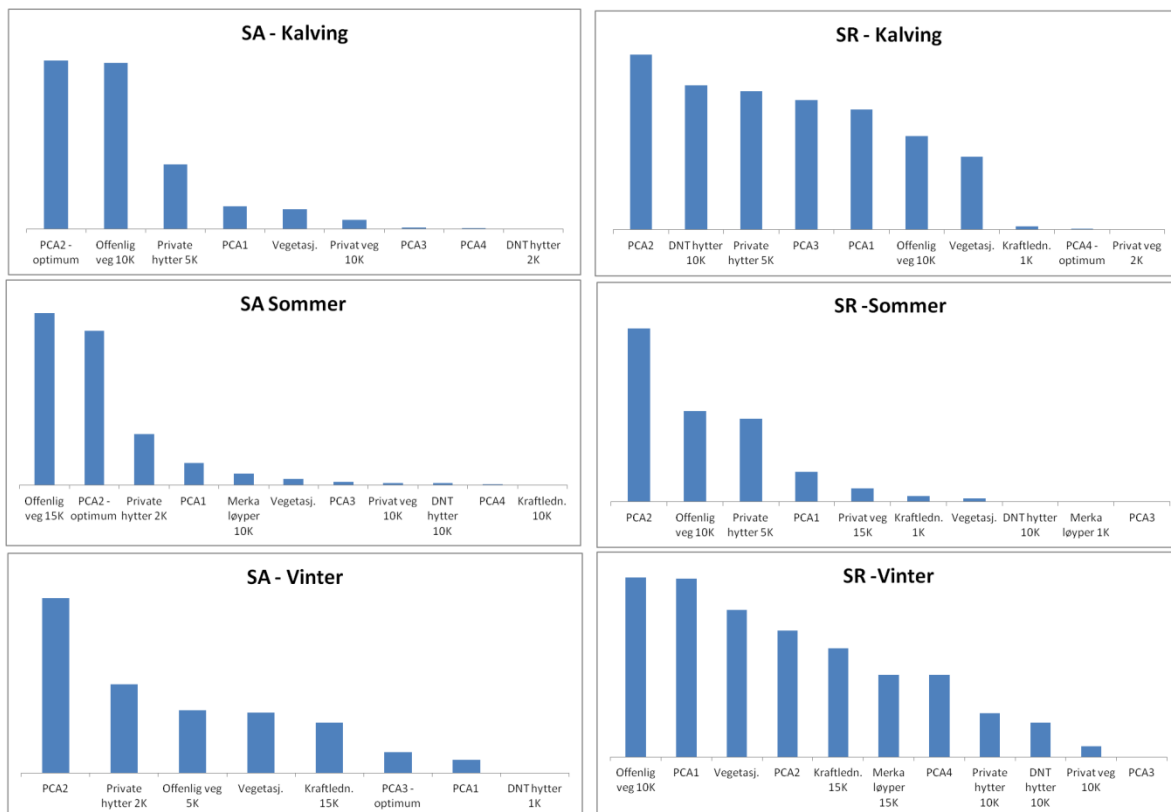 SA - Kalving
PCA2 -
optimum
Offenlig
veg 10K
Private
hytter 5K
PCA1
Vegetasj.
Privat veg
10K
PCA3
PCA4
DNT hytter
2K
SR - Kalving
PCA2
DNT hytter
10K
Private
hytter 5K
PCA3
PCA1
Offenlig
veg 10K
Vegetasj.
Kraftledn.
1K
PCA4 -
optimum
Privat veg
2K
SA Sommer
Offenlig
veg 15K
PCA2 -
optimum
Private
hytter 2K
PCA1
Merka
løyper
10K
Vegetasj.
PCA3
Privat veg
10K
DNT
hytter
10K
PCA4
Kraftledn.
10K
SR -Sommer
PCA2
Offenlig
veg 10K
Private
hytter 5K
PCA1
Privat veg
15K
Kraftledn.
1K
Vegetasj.
DNT hytter
10K
Merka
løyper 1K
PCA3
SA - Vinter
PCA2
Private
hytter 2K
Offenlig veg
5K
Vegetasj.
Kraftledn.
15K
PCA3 -
optimum
PCA1
DNT hytter
1K
SR -Vinter
Offenlig
veg 10K
PCA1
Vegetasj.
PCA2
Kraftledn.
15K
Merka
løyper
15K
PCA4
Private
hytter
10K
DNT
hytter
10K
Privat veg
10K
PCA3